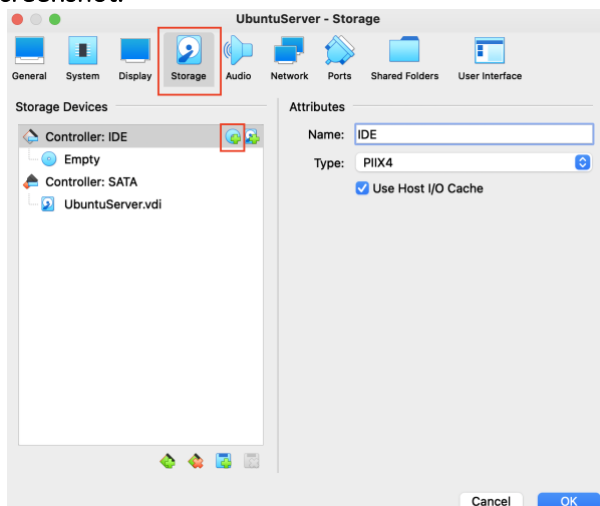 screenshot.
UbuntuServer - Storage
General System Display Storage Audio Network Ports Shared Folders User Interface
Storage Devices
Controller: IDE
Empty
Controller: SATA
UbuntuServer.vdi
Attributes
Name: IDE
Type: PIIX4
Use Host I/O Cache
Cancel OK